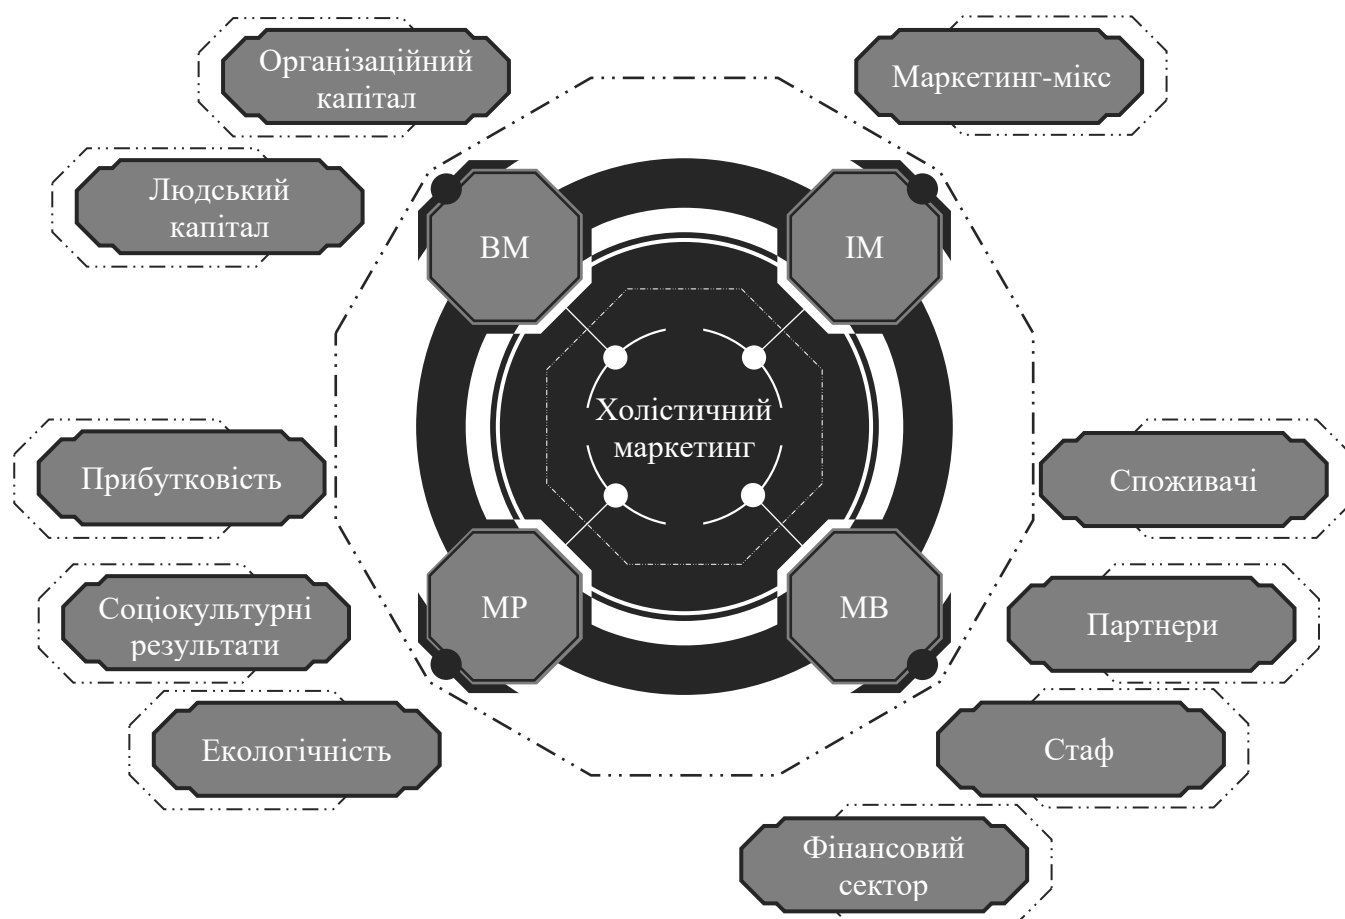 Організаційний
капітал
Маркетинг-мікс
Людський
капітал
ВМ
ІМ
Холістичний
маркетинг
Прибутковість
Споживачі
Соціокультурні
результати
МР
МВ
Партнери
Екологічність
Стаф
Фінансовий
сектор